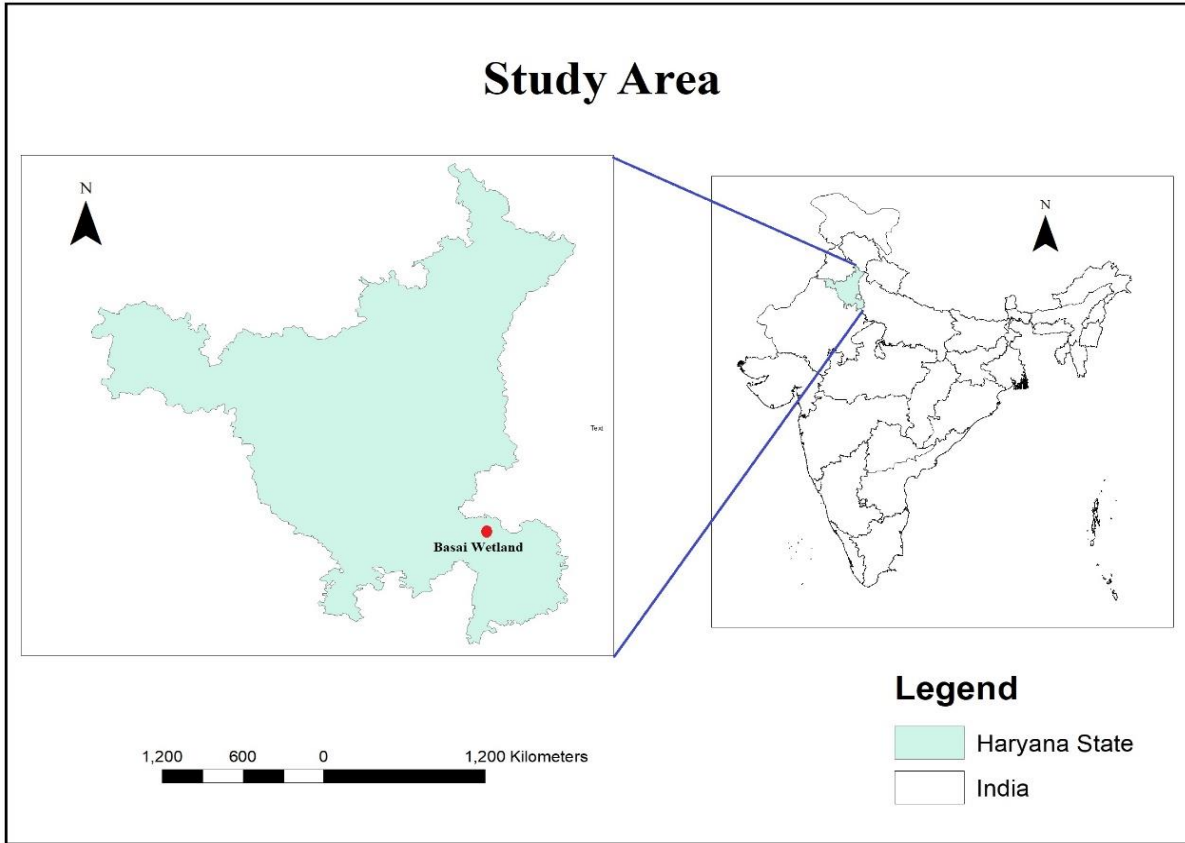 Study Area
N
N
Text
Basai Wetland
Legend
Haryana State
India
1,200 600 0 1,200 Kilometers